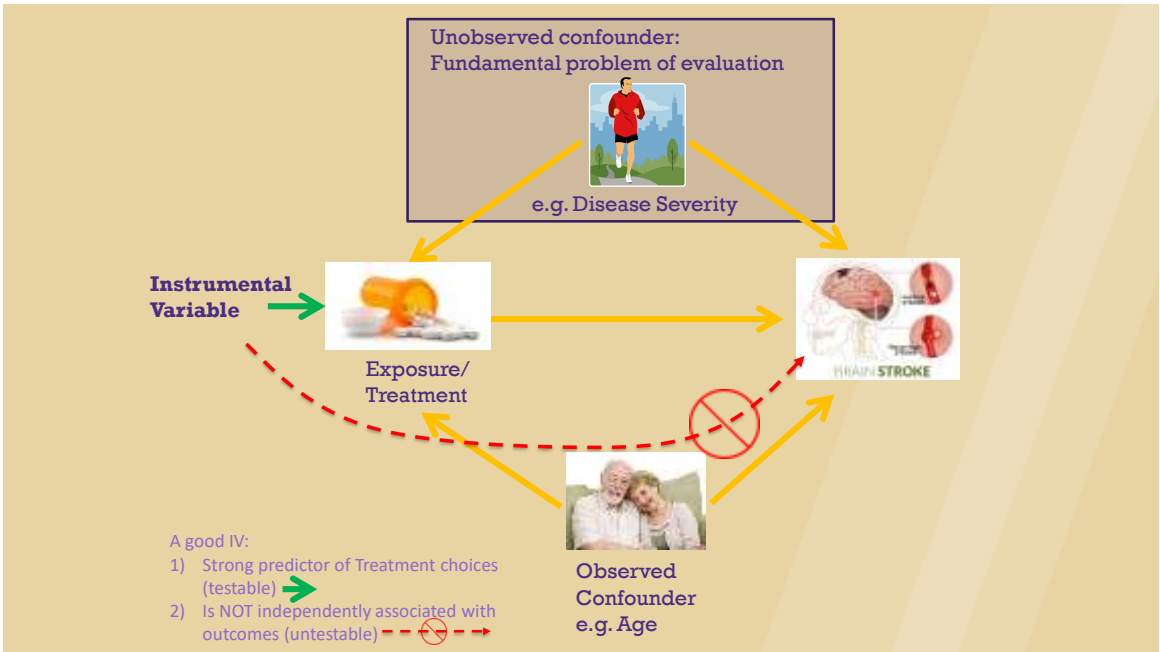 Unobserved confounder:
Fundamental problem of evaluation
e.g. Disease Severity
Instrumental
Variable
Exposure/
Treatment
BRAIN STROKE
Observed
Confounder
e.g. Age
A good IV:
1) Strong predictor of Treatment choices
(testable)
2) Is NOT independently associated with
outcomes (untestable)